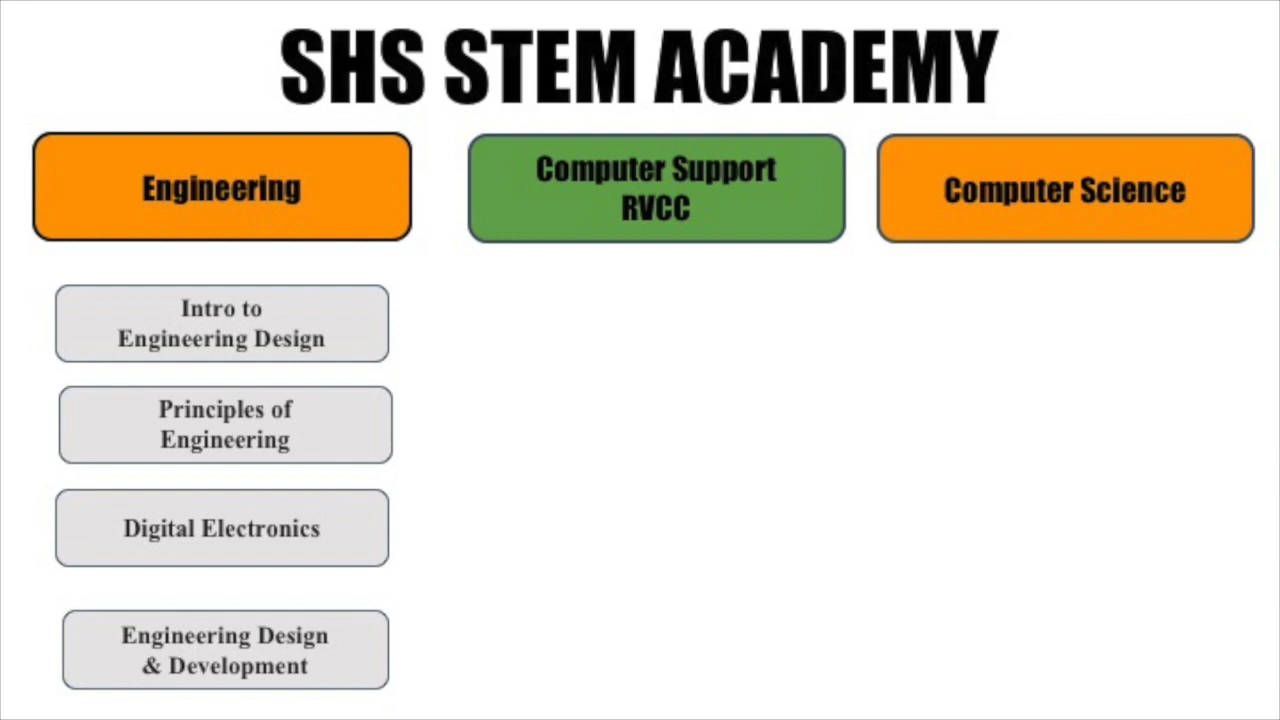 SHS STEM ACADEMY
Engineering
Computer Support
RVCC
Computer Science
Intro to
Engineering Design
Principles of
Engineering
Digital Electronics
Engineering Design
& Development